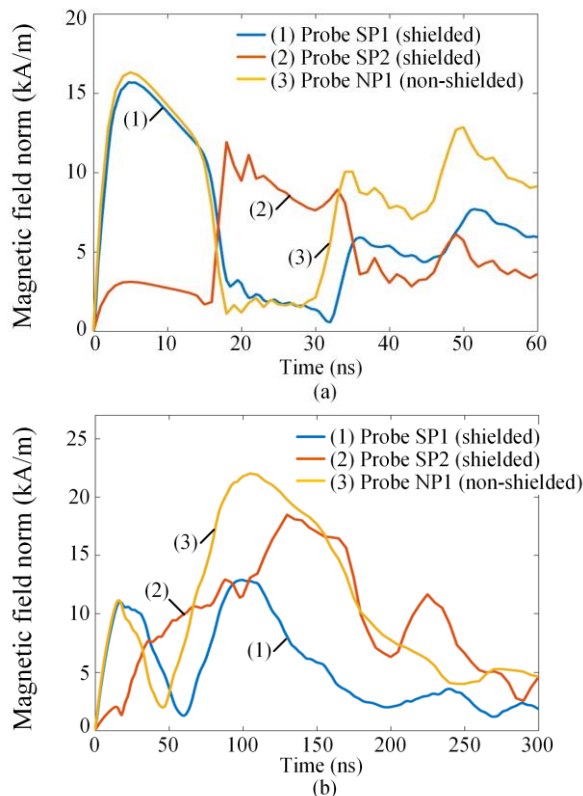 20
15
10
5
0
Magnetic field norm (kA/m)
(1) Probe SP1 (shielded)
(2) Probe SP2 (shielded)
(3) Probe NP1 (non-shielded)
(1)
(2)
(3)
0 10 20 30 40 50 60
Time (ns)
(a)
25
22
15
10
5
0
Magnetic field norm (kA/m)
(1) Probe SP1 (shielded)
(2) Probe SP2 (shielded)
(3) Probe NP1 (non-shielded)
(3)
(2)
(1)
0 50 100 150 200 250 300
Time (ns)
(b)